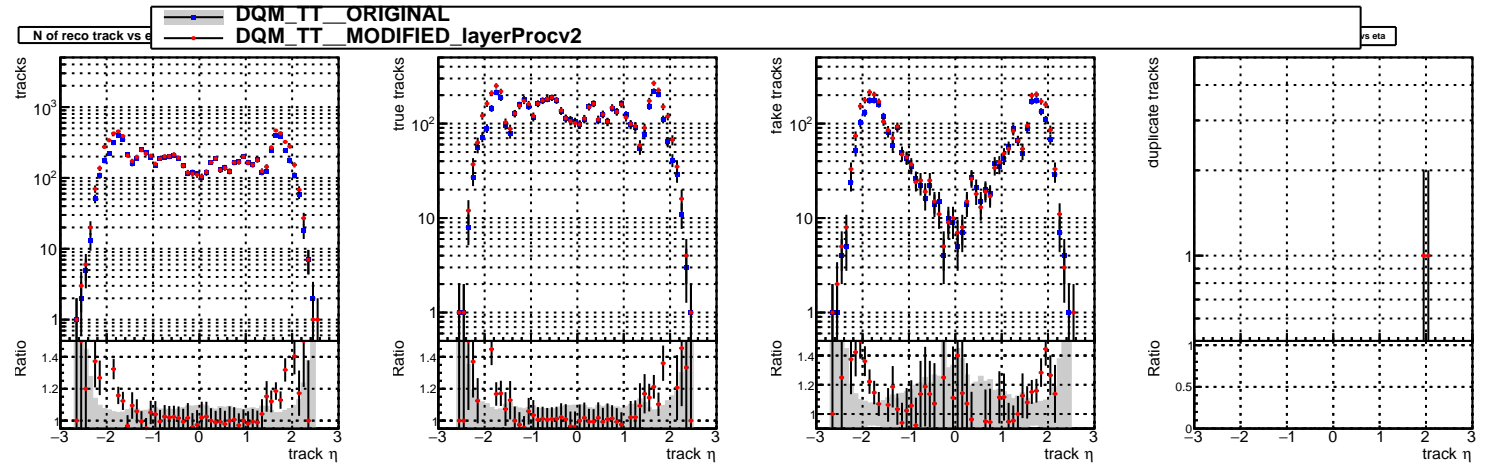 DQM_TT__ORIGINAL
DQM_TT__MODIFIED_layerProcv2
N of reco track vs e
vs eta
tracks
10³
10²
10
1
Ratio
1.4
1.2
1
−3 −2 −1 0 1 2 3
track η
true tracks
10²
10
1
Ratio
1.4
1.2
1
−3 −2 −1 0 1 2 3
track η
fake tracks
10²
10
1
Ratio
1.4
1.2
1
−3 −2 −1 0 1 2 3
track η
duplicate tracks
1
Ratio
1
0.5
0
−3 −2 −1 0 1 2 3
track η